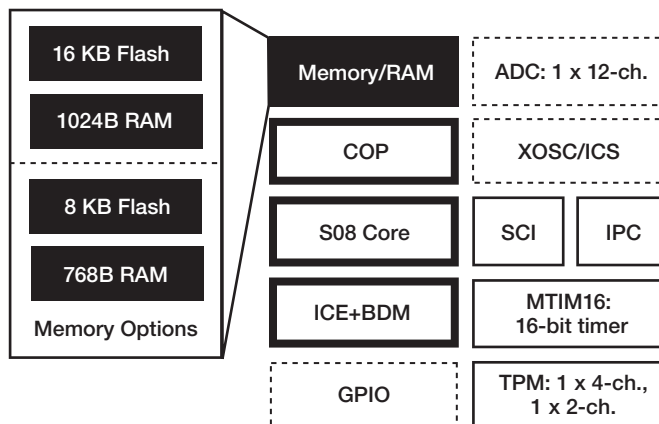 16 KB Flash
1024B RAM
8 KB Flash
768B RAM
Memory Options
Memory/RAM
ADC: 1 x 12-ch.
COP
XOSC/ICS
S08 Core
SCI
IPC
ICE+BDM
MTIM16:
16-bit timer
GPIO
TPM: 1 x 4-ch.,
1 x 2-ch.